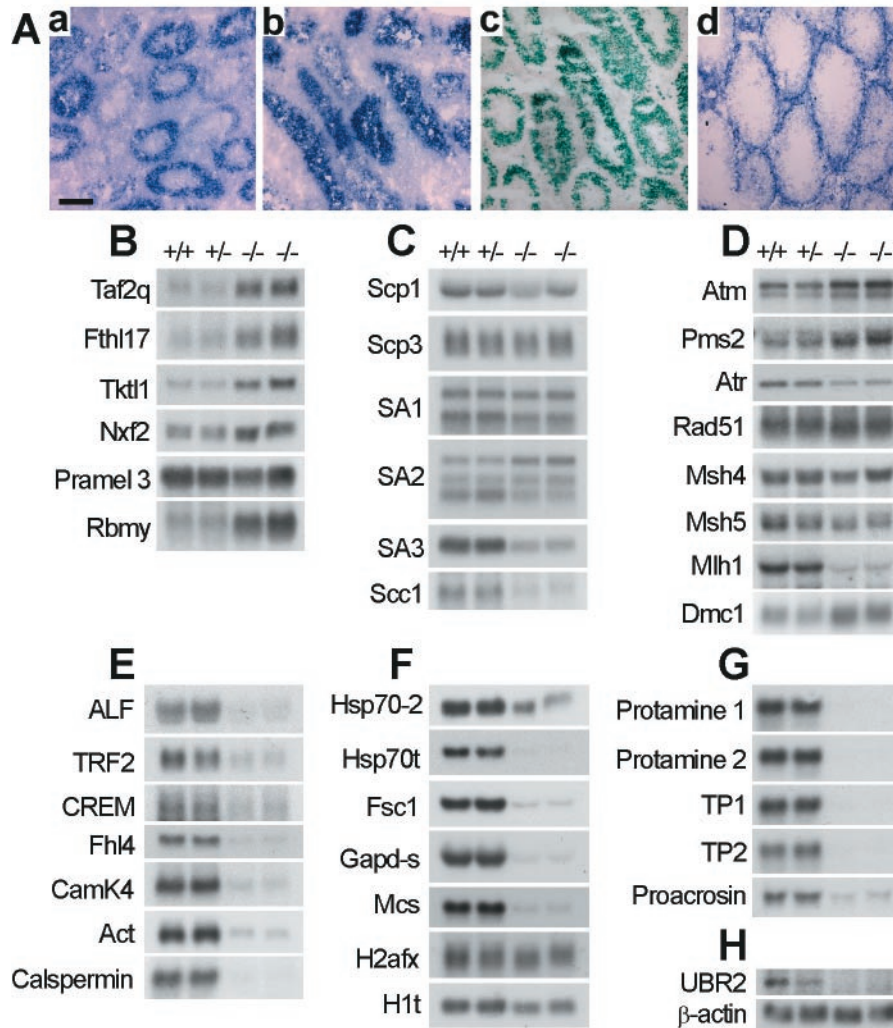 A a b c d
B +/+ +/- -/- -/-
Taf2q
Fthl17
Tktl1
Nxf2
Pramel 3
Rbmy
C +/+ +/- -/- -/-
Scp1
Scp3
SA1
SA2
SA3
Scc1
D +/+ +/- -/- -/-
Atm
Pms2
Atr
Rad51
Msh4
Msh5
Mlh1
Dmc1
E
ALF
TRF2
CREM
Fhl4
CamK4
Act
Calspermin
F
Hsp70-2
Hsp70t
Fsc1
Gapd-s
Mcs
H2afx
H1t
G
Protamine 1
Protamine 2
TP1
TP2
Proacrosin
H
UBR2
β-actin